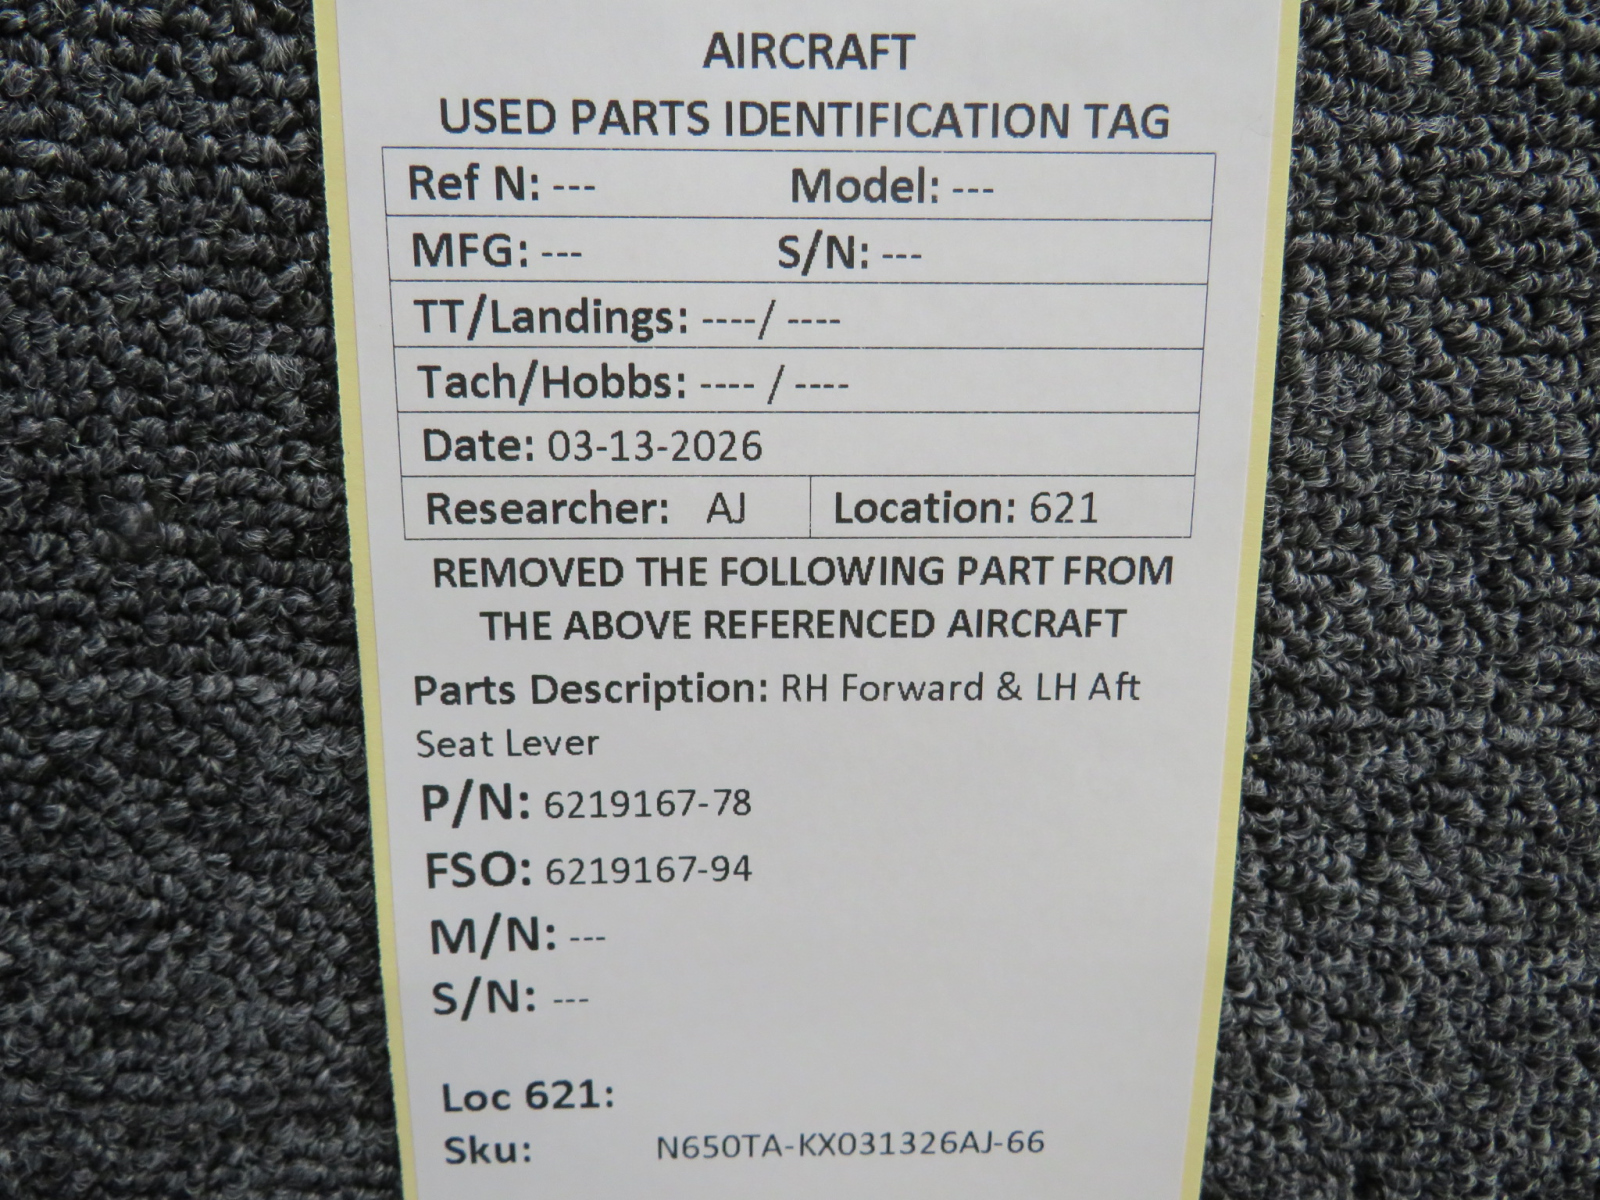 AIRCRAFT
USED PARTS IDENTIFICATION TAG
Ref N: --- Model: ---
MFG: --- S/N: ---
TT/Landings: ----/ ----
Tach/Hobbs: ---- / ----
Date: 03-13-2026
Researcher: AJ Location: 621
REMOVED THE FOLLOWING PART FROM
THE ABOVE REFERENCED AIRCRAFT
Parts Description: RH Forward & LH Aft
Seat Lever
P/N: 6219167-78
FSO: 6219167-94
M/N: ---
S/N: ---
Loc 621:
Sku: N650TA-KX031326AJ-66